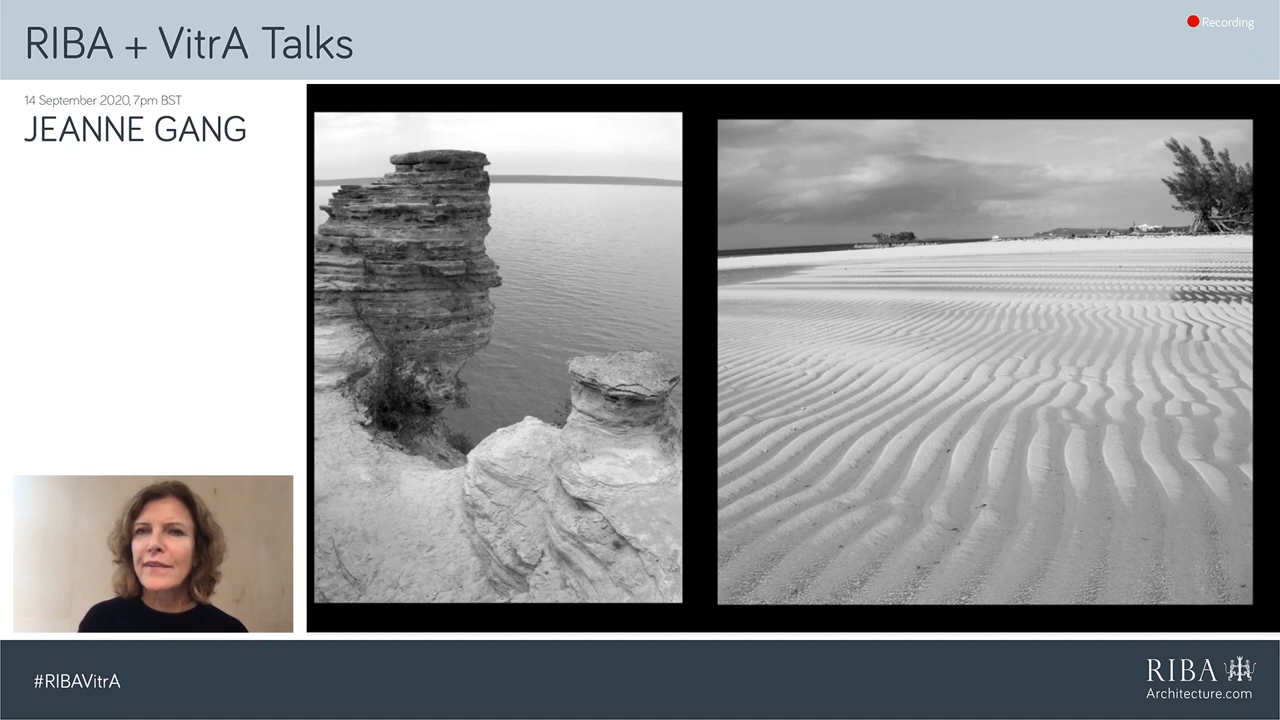 RIBA + VitrA Talks
Recording
14 September 2020, 7pm BST
JEANNE GANG
#RIBAVitrA
RIBA
Architecture.com